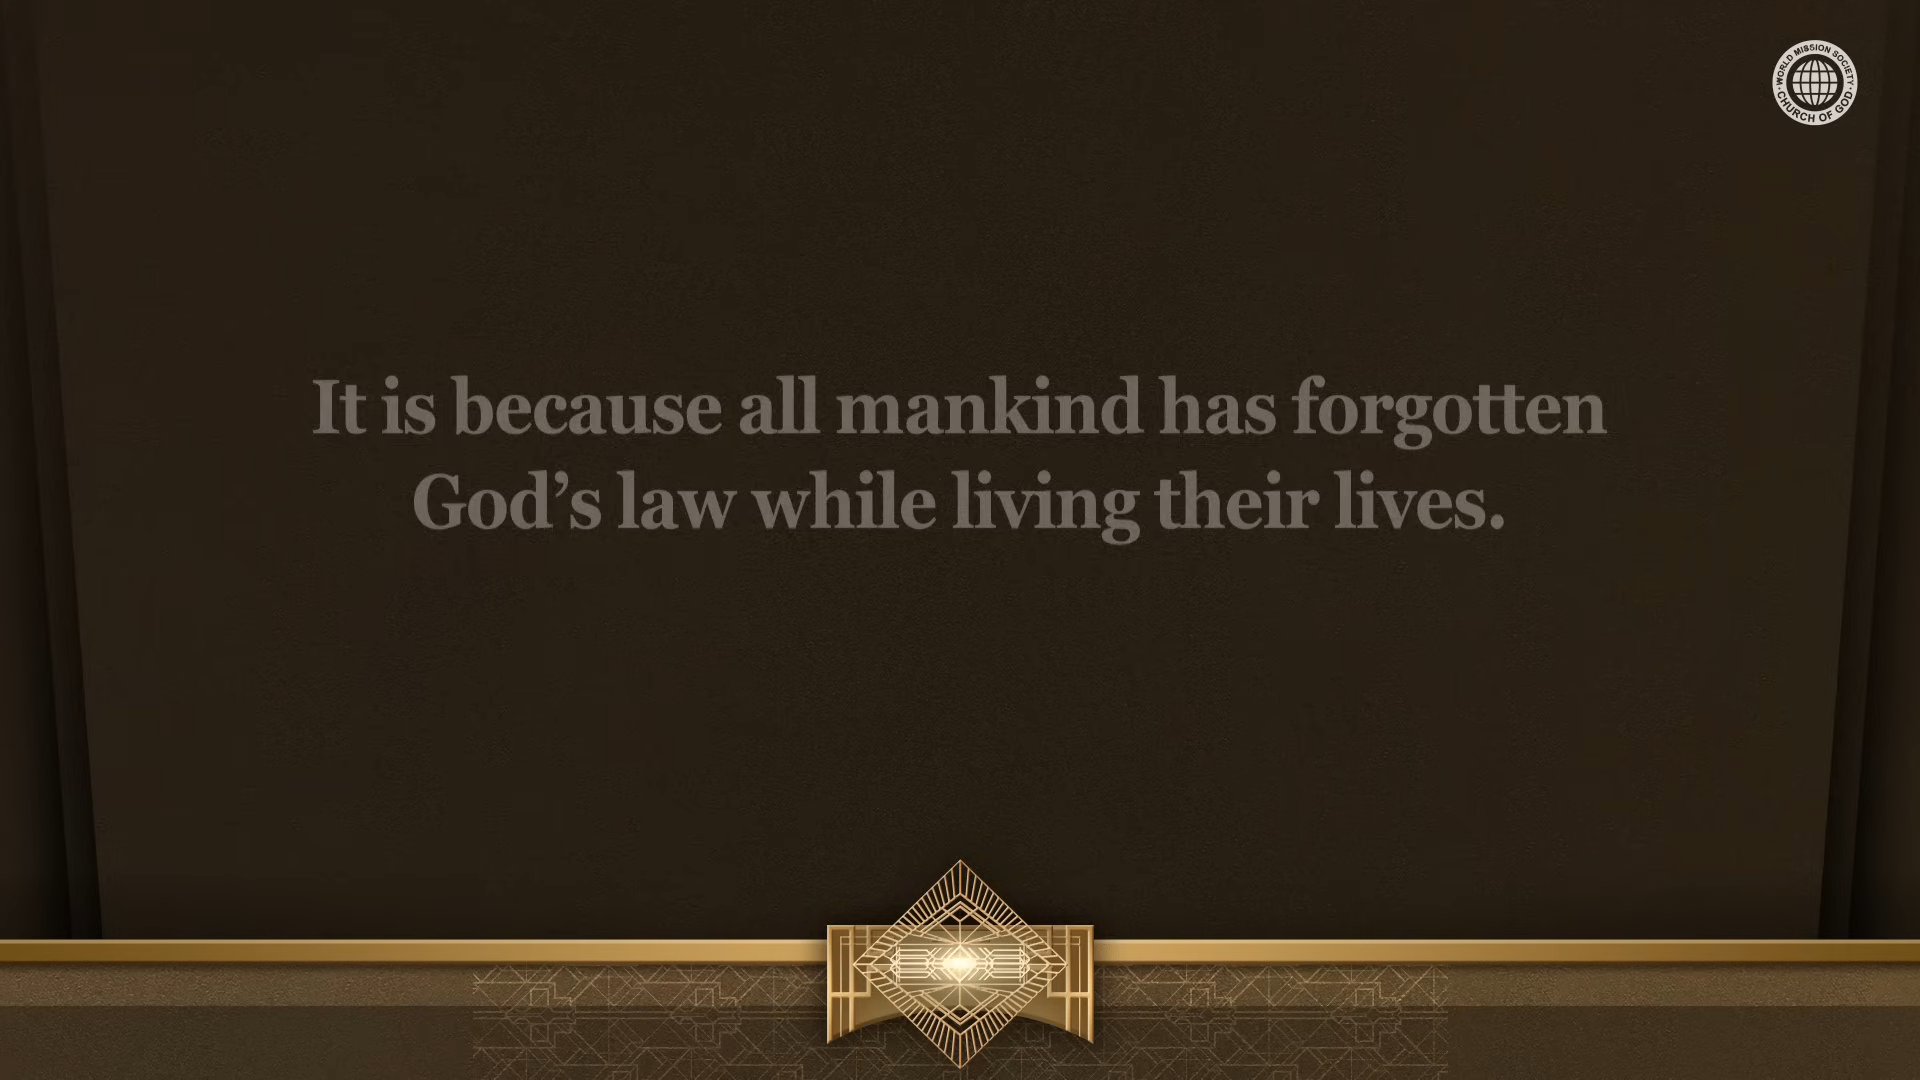 WORLD MISSION SOCIETY
CHURCH OF GOD
It is because all mankind has forgotten
God’s law while living their lives.